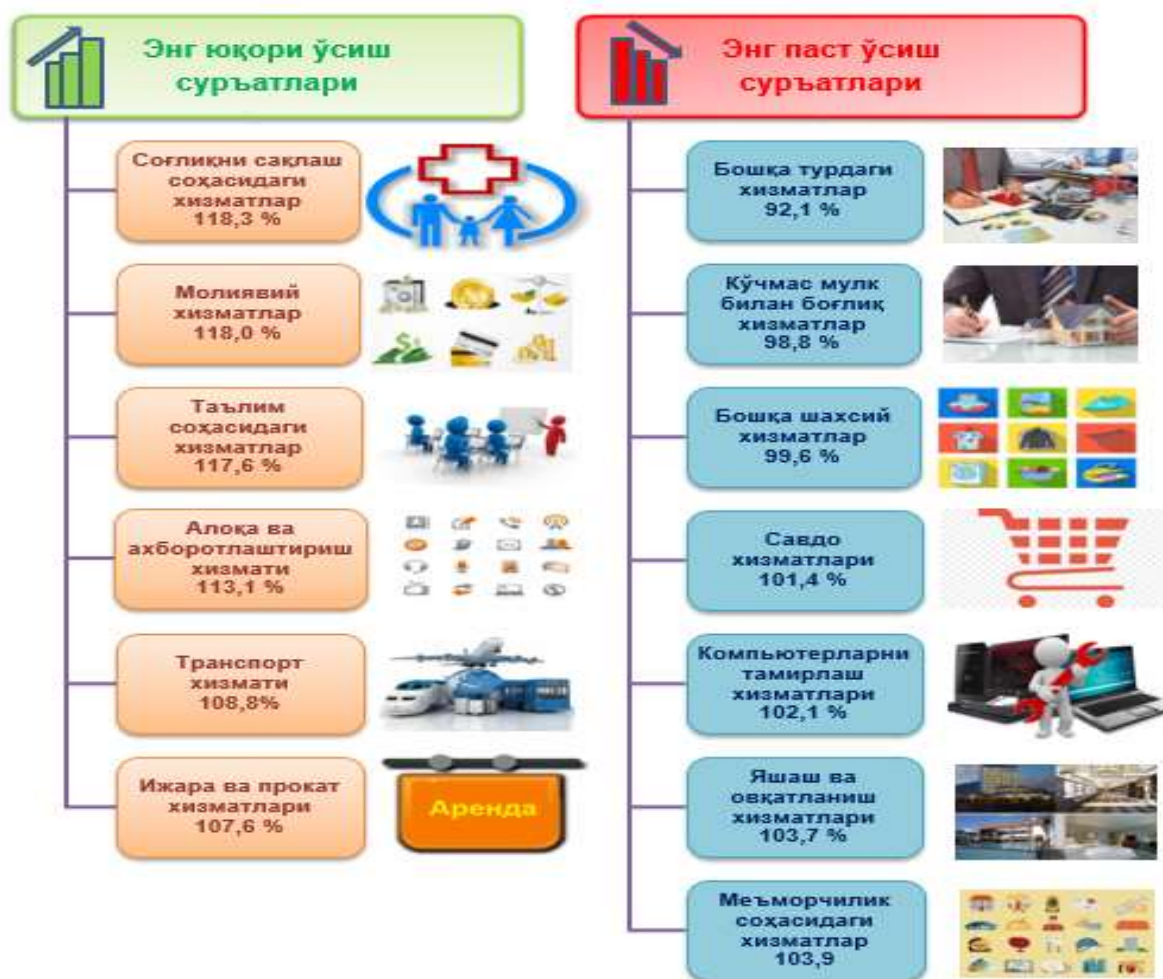 Энг юқори ўсиш
суръатлари
Соғлиқни сақлаш
соҳасидаги
хизматлар
118,3 %
Молиявий
хизматлар
118,0 %
Таълим
соҳасидаги
хизматлар
117,6 %
Алоқа ва
ахборотлаштириш
хизмати
113,1 %
Транспорт
хизмати
108,8%
Ижара ва прокат
хизматлари
107,6 %
Аренда
Энг паст ўсиш
суръатлари
Бошқа турдаги
хизматлар
92,1 %
Кўчмас мулк
билан боғлиқ
хизматлар
98,8 %
Бошқа шахсий
хизматлар
99,6 %
Савдо
хизматлари
101,4 %
Компьютерларни
тамирлаш
хизматлари
102,1 %
Яшаш ва
овқатланиш
хизматлари
103,7 %
Меъморчилик
соҳасидаги
хизматлар
103,9